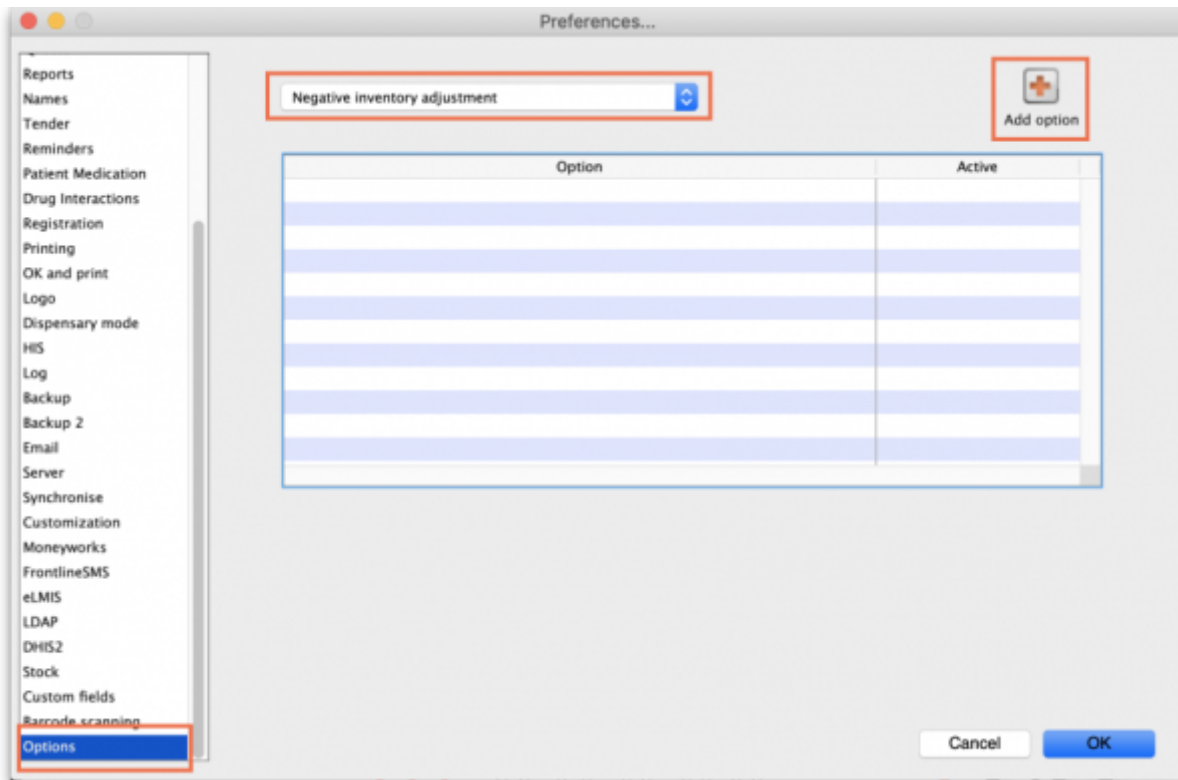 Preferences...
Reports
Names
Tender
Reminders
Patient Medication
Drug Interactions
Registration
Printing
OK and print
Logo
Dispensary mode
HIS
Log
Backup
Backup 2
Email
Server
Synchronise
Customization
Moneyworks
FrontlineSMS
eLMIS
LDAP
DHIS2
Stock
Custom fields
Barcode scanning
Options
Negative inventory adjustment
Add option
Option Active
Cancel OK